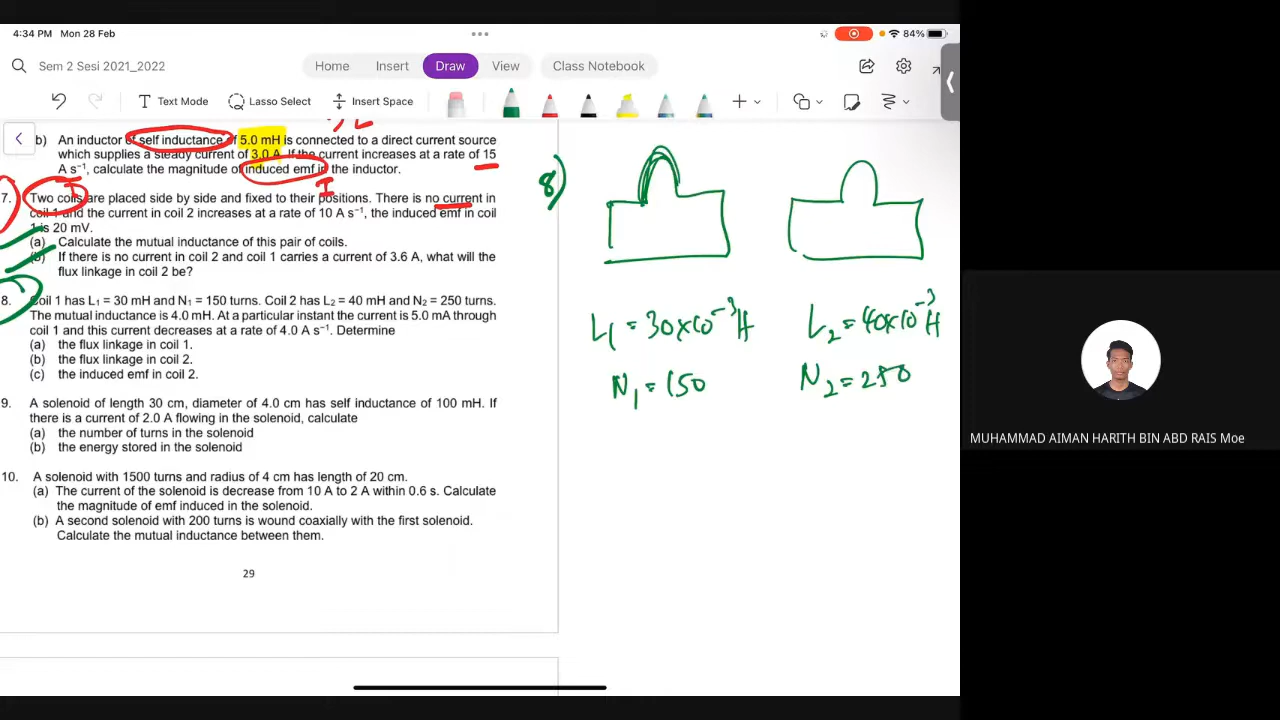 4:34 PM Mon 28 Feb
84%
Sem 2 Sesi 2021_2022
Home Insert Draw View Class Notebook
Text Mode Lasso Select Insert Space
b) An inductor of self inductance of 5.0 mH is connected to a direct current source
which supplies a steady current of 3.0 A. If the current increases at a rate of 15
A s⁻¹, calculate the magnitude of induced emf in the inductor.
7. Two coils are placed side by side and fixed to their positions. There is no current in
coil 1 and the current in coil 2 increases at a rate of 10 A s⁻¹, the induced emf in coil
1 is 20 mV.
(a) Calculate the mutual inductance of this pair of coils.
(b) If there is no current in coil 2 and coil 1 carries a current of 3.6 A, what will the
flux linkage in coil 2 be?
8. Coil 1 has L₁ = 30 mH and N₁ = 150 turns. Coil 2 has L₂ = 40 mH and N₂ = 250 turns.
The mutual inductance is 4.0 mH. At a particular instant the current is 5.0 mA through
coil 1 and this current decreases at a rate of 4.0 A s⁻¹. Determine
(a) the flux linkage in coil 1.
(b) the flux linkage in coil 2.
(c) the induced emf in coil 2.
9. A solenoid of length 30 cm, diameter of 4.0 cm has self inductance of 100 mH. If
there is a current of 2.0 A flowing in the solenoid, calculate
(a) the number of turns in the solenoid
(b) the energy stored in the solenoid
10. A solenoid with 1500 turns and radius of 4 cm has length of 20 cm.
(a) The current of the solenoid is decrease from 10 A to 2 A within 0.6 s. Calculate
the magnitude of emf induced in the solenoid.
(b) A second solenoid with 200 turns is wound coaxially with the first solenoid.
Calculate the mutual inductance between them.
29
I
8)
L₁ = 30×10⁻³ H
N₁ = 150
L₂ = 40×10⁻³ H
N₂ = 250
MUHAMMAD AIMAN HARITH BIN ABD RAIS Moe